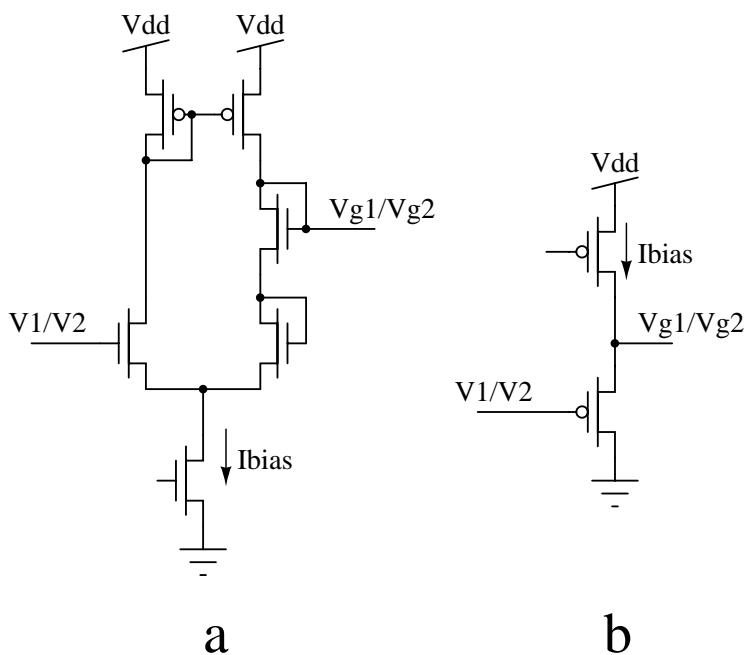 Vdd Vdd
Vdd
Vg1/Vg2
Ibias
V1/V2
Vg1/Vg2
V1/V2
Ibias
a b